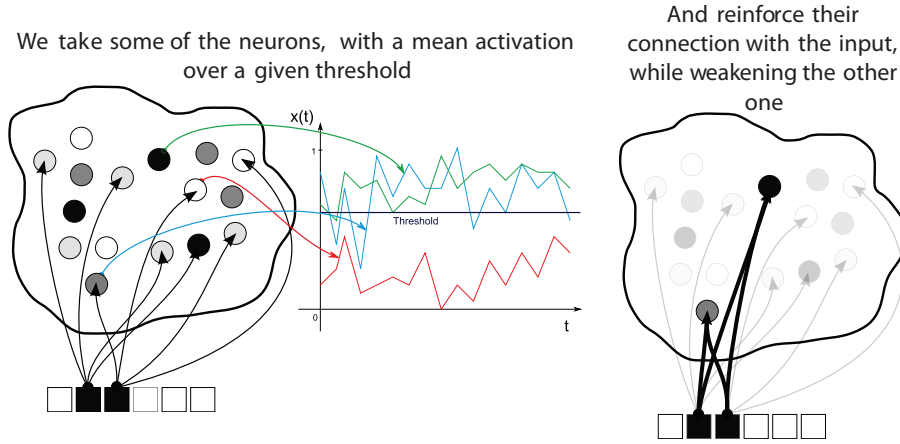 We take some of the neurons, with a mean activation
over a given threshold
And reinforce their
connection with the input,
while weakening the other
one
x(t)
1
Threshold
0
t